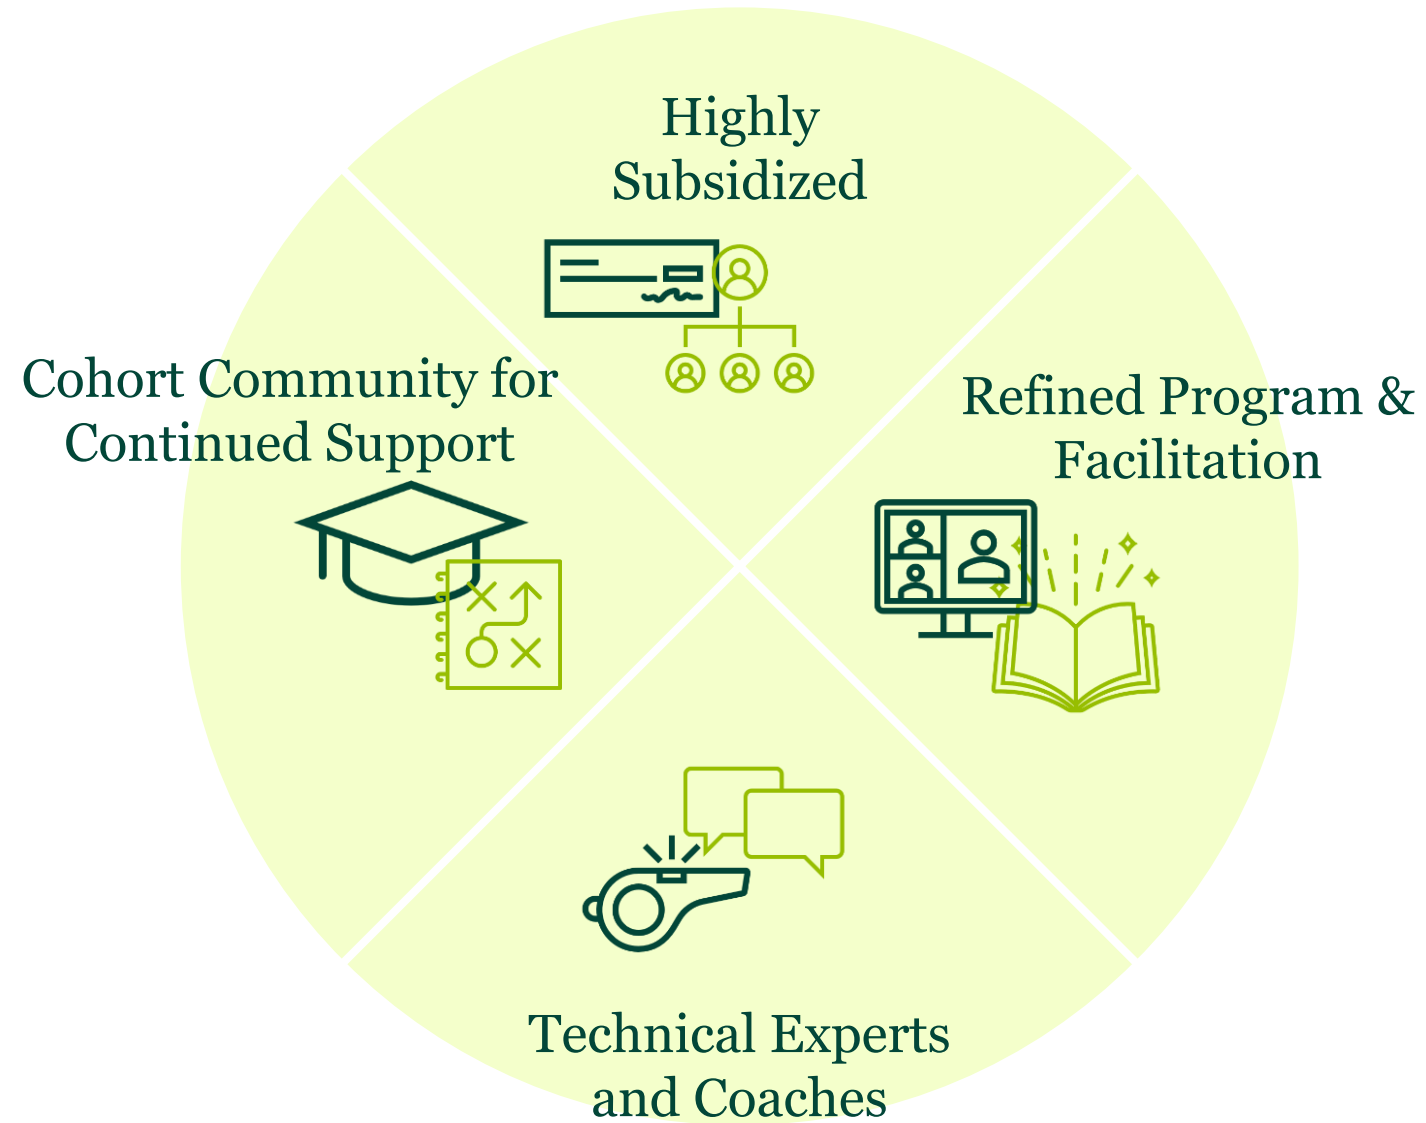 Highly
Subsidized
Cohort Community for
Continued Support
Refined Program &
Facilitation
Technical Experts
and Coaches